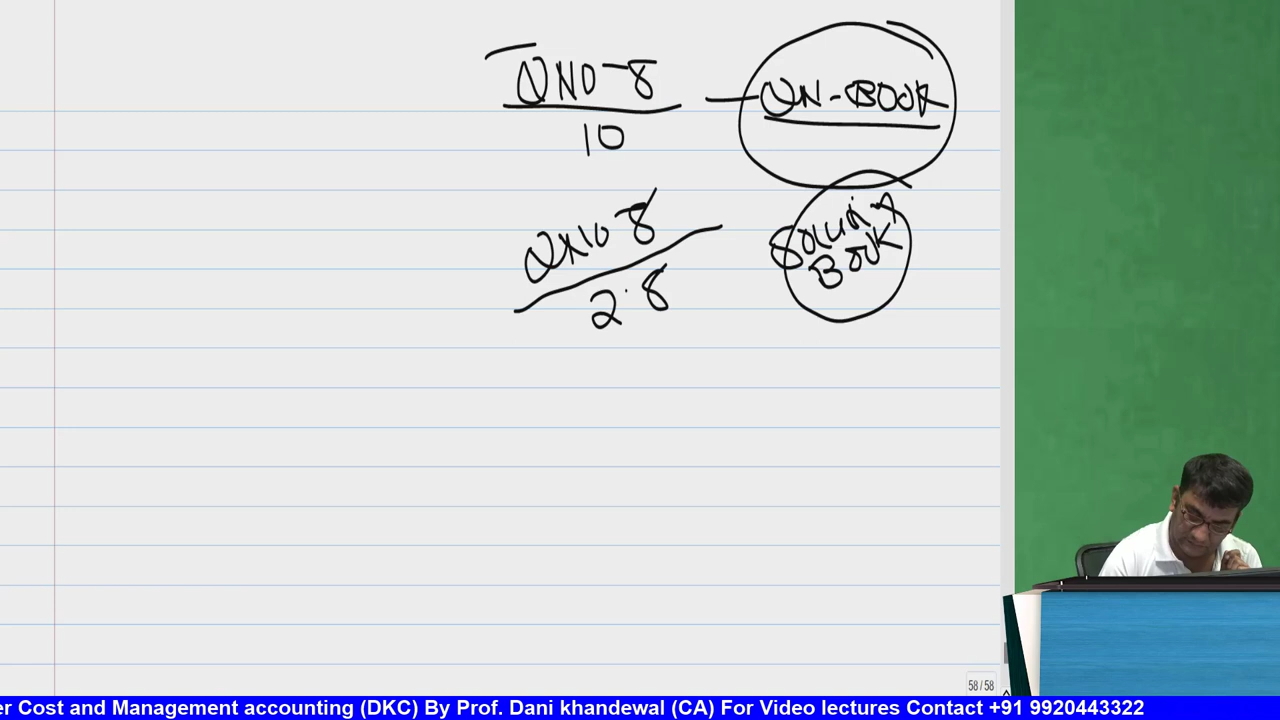 QNO-8 — QN-BOOK
10
QNO-8 Solution BOOK
2.8
58/58
er Cost and Management accounting (DKC) By Prof. Dani khandewal (CA) For Video lectures Contact +91 9920443322